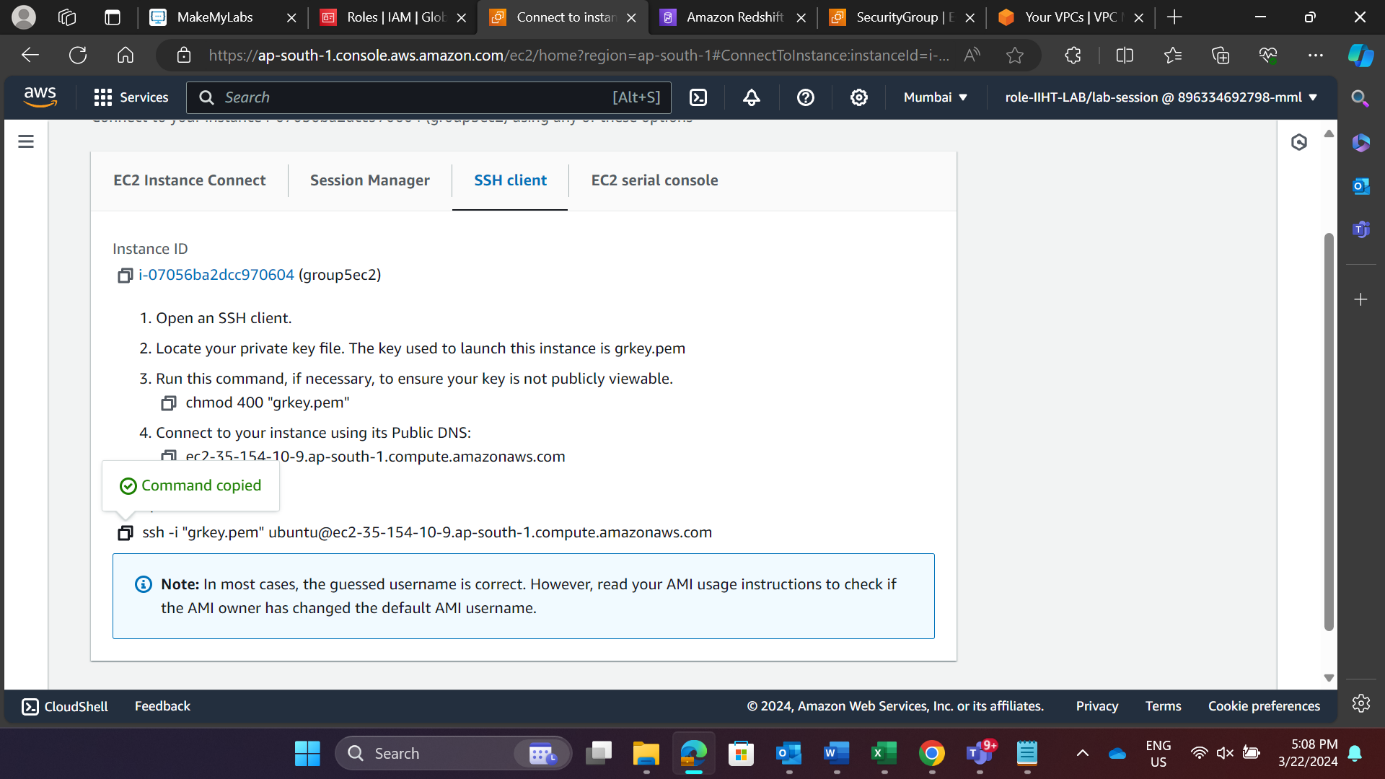 MakeMyLabs
Roles | IAM | Glo
Connect to instan
Amazon Redshift
SecurityGroup | E
Your VPCs | VPC
https://ap-south-1.console.aws.amazon.com/ec2/home?region=ap-south-1#ConnectToInstance:instanceId=i-...
aws
Services
Search
[Alt+S]
Mumbai
role-IIHT-LAB/lab-session @ 896334692798-mml
EC2 Instance Connect
Session Manager
SSH client
EC2 serial console
Instance ID
i-07056ba2dcc970604 (group5ec2)
1. Open an SSH client.
2. Locate your private key file. The key used to launch this instance is grkey.pem
3. Run this command, if necessary, to ensure your key is not publicly viewable.
chmod 400 "grkey.pem"
4. Connect to your instance using its Public DNS:
ec2-35-154-10-9.ap-south-1.compute.amazonaws.com
Command copied
ssh -i "grkey.pem" ubuntu@ec2-35-154-10-9.ap-south-1.compute.amazonaws.com
Note: In most cases, the guessed username is correct. However, read your AMI usage instructions to check if
the AMI owner has changed the default AMI username.
CloudShell
Feedback
© 2024, Amazon Web Services, Inc. or its affiliates.
Privacy
Terms
Cookie preferences
Search
9+
ENG
US
5:08 PM
3/22/2024